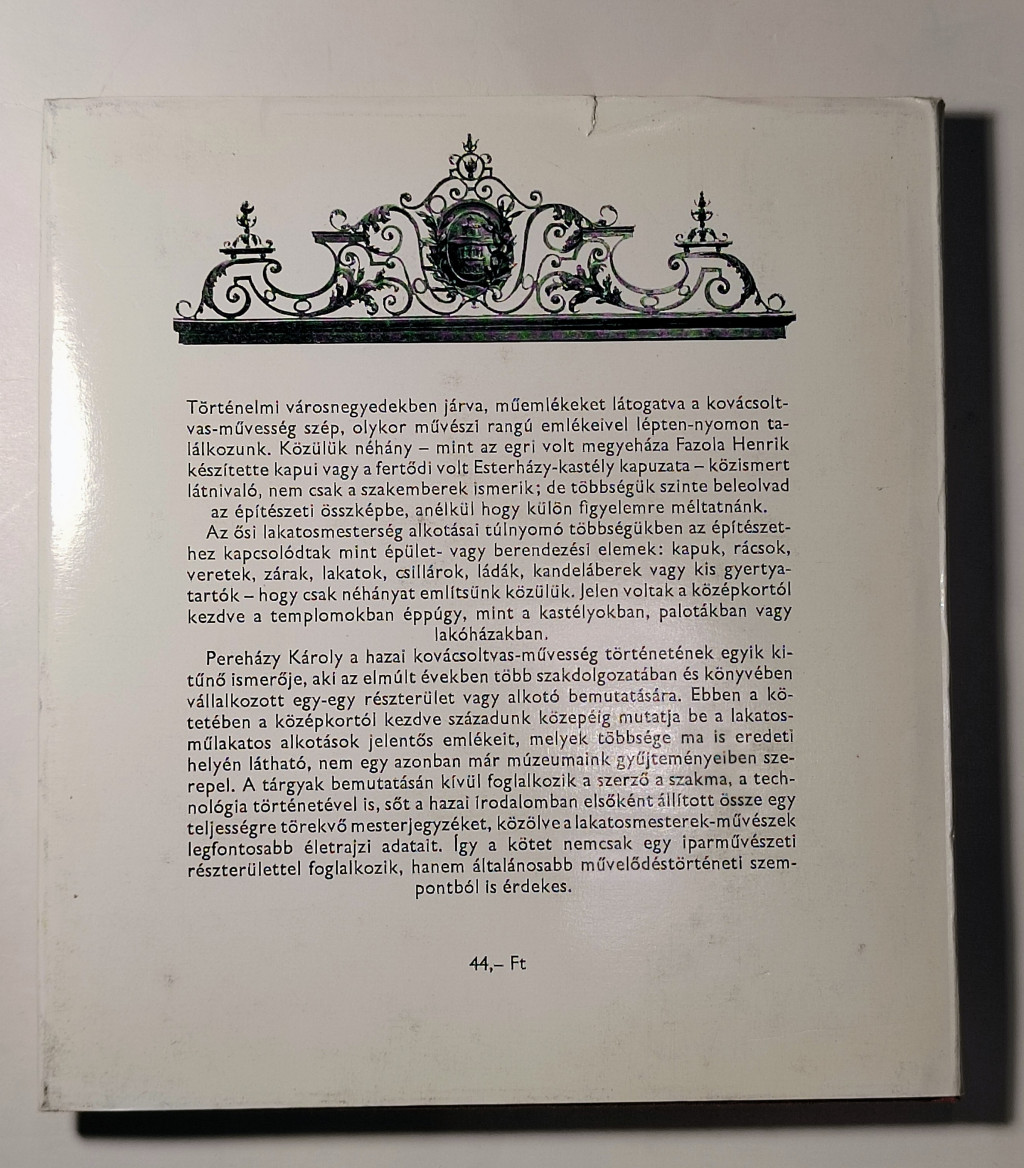 Történelmi városnegyedekben járva, műemlékeket látogatva a kovácsolt-
vas-művesség szép, olykor művészi rangú emlékeivel lépten-nyomon ta-
lálkozunk. Közülük néhány – mint az egri volt megyeháza Fazola Henrik
készítette kapui vagy a fertődi volt Esterházy-kastély kapuzata – közismert
látnivaló, nem csak a szakemberek ismerik; de többségük szinte beleolvad
az építészeti összképbe, anélkül hogy külön figyelemre méltatnánk.
Az ősi lakatosmesterség alkotásai túlnyomó többségükben az építészet-
hez kapcsolódtak mint épület- vagy berendezési elemek: kapuk, rácsok,
veretek, zárak, lakatok, csillárok, ládák, kandeláberek vagy kis gyertya-
tartók – hogy csak néhányat említsünk közülük. Jelen voltak a középkortól
kezdve a templomokban éppúgy, mint a kastélyokban, palotákban vagy
lakóházakban.
Pereházy Károly a hazai kovácsoltvas-művesség történetének egyik ki-
tűnő ismerője, aki az elmúlt években több szakdolgozatában és könyvében
vállalkozott egy-egy részterület vagy alkotó bemutatására. Ebben a kö-
tetében a középkortól kezdve századunk közepéig mutatja be a lakatos-
műlakatos alkotások jelentős emlékeit, melyek többsége ma is eredeti
helyén látható, nem egy azonban már múzeumaink gyűjteményeiben sze-
repel. A tárgyak bemutatásán kívül foglalkozik a szerző a szakma, a tech-
nológia történetével is, sőt a hazai irodalomban elsőként állított össze egy
teljességre törekvő mesterjegyzéket, közölve a lakatosmesterek-művészek
legfontosabb életrajzi adatait. Így a kötet nemcsak egy iparművészeti
részterülettel foglalkozik, hanem általánosabb művelődéstörténeti szem-
pontból is érdekes.
44,– Ft